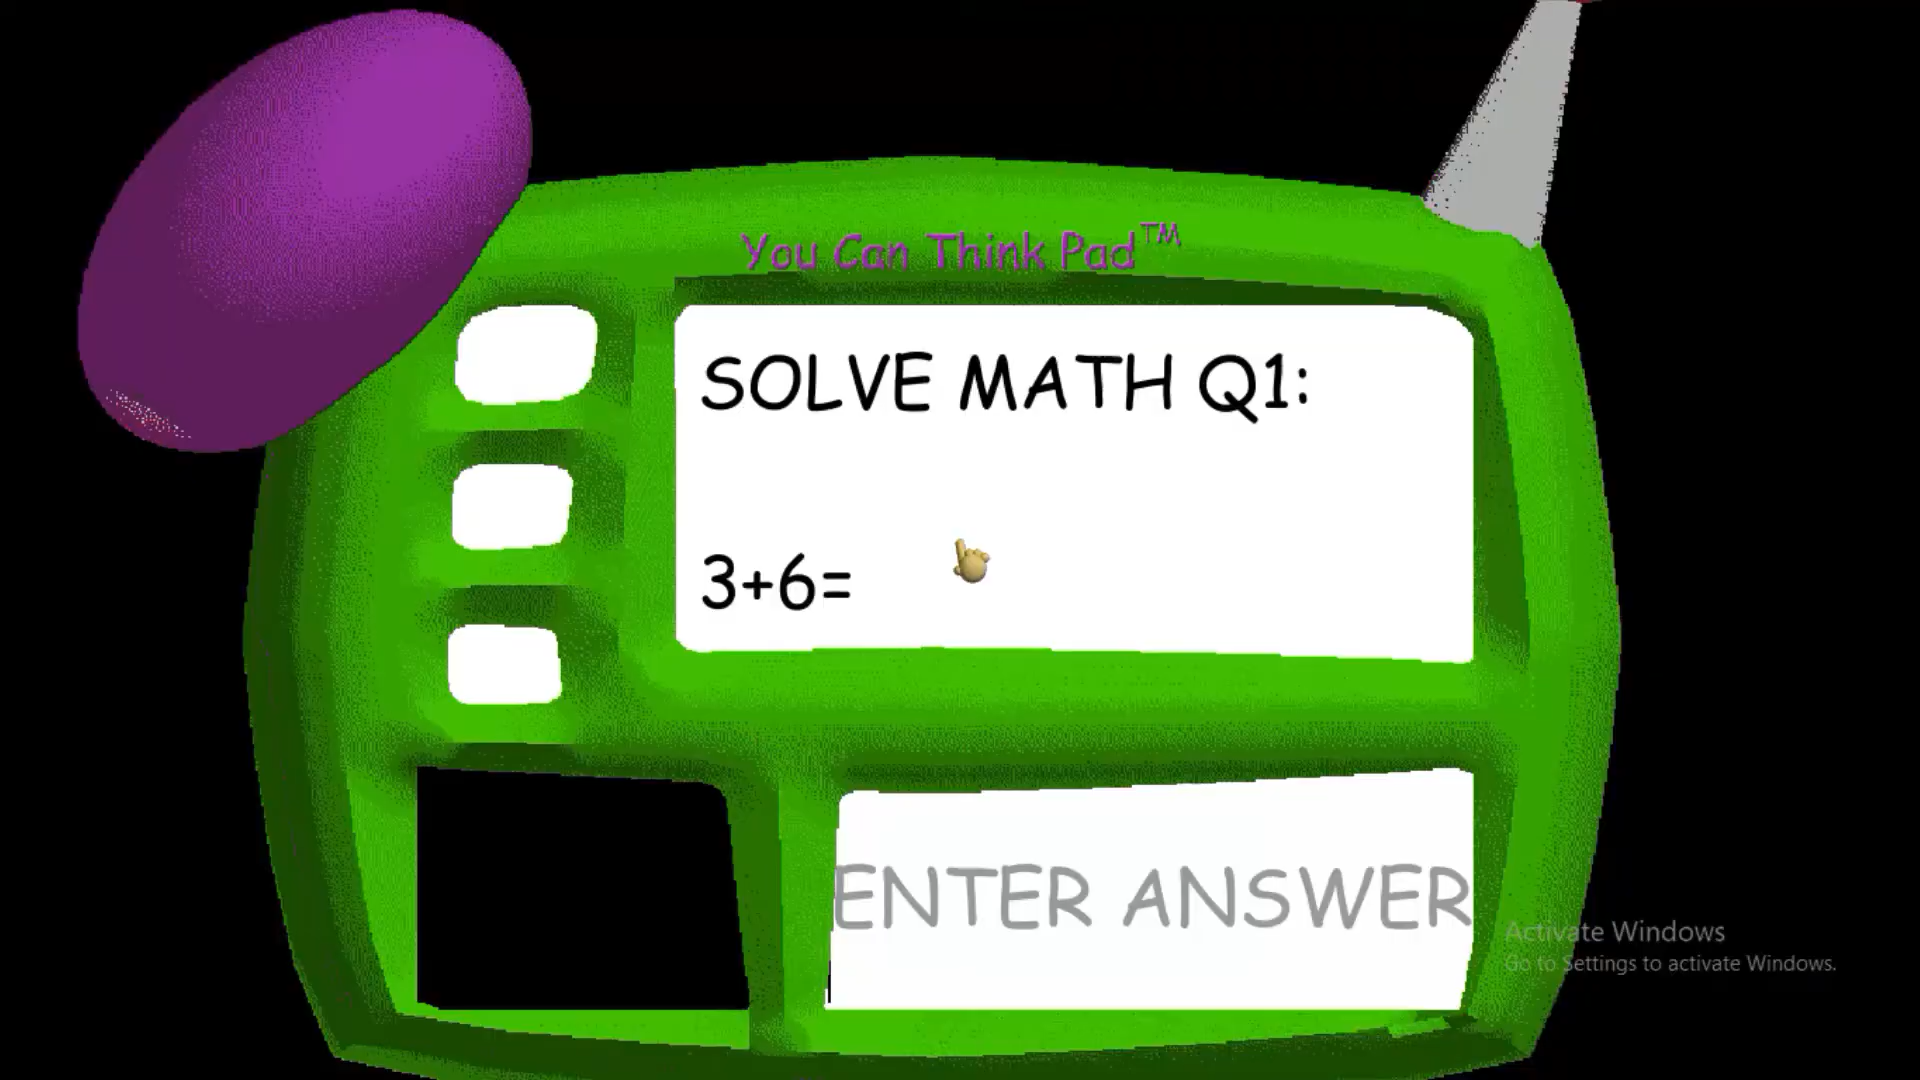 You Can Think Pad™
SOLVE MATH Q1:
3+6=
ENTER ANSWER
Activate Windows
Go to Settings to activate Windows.